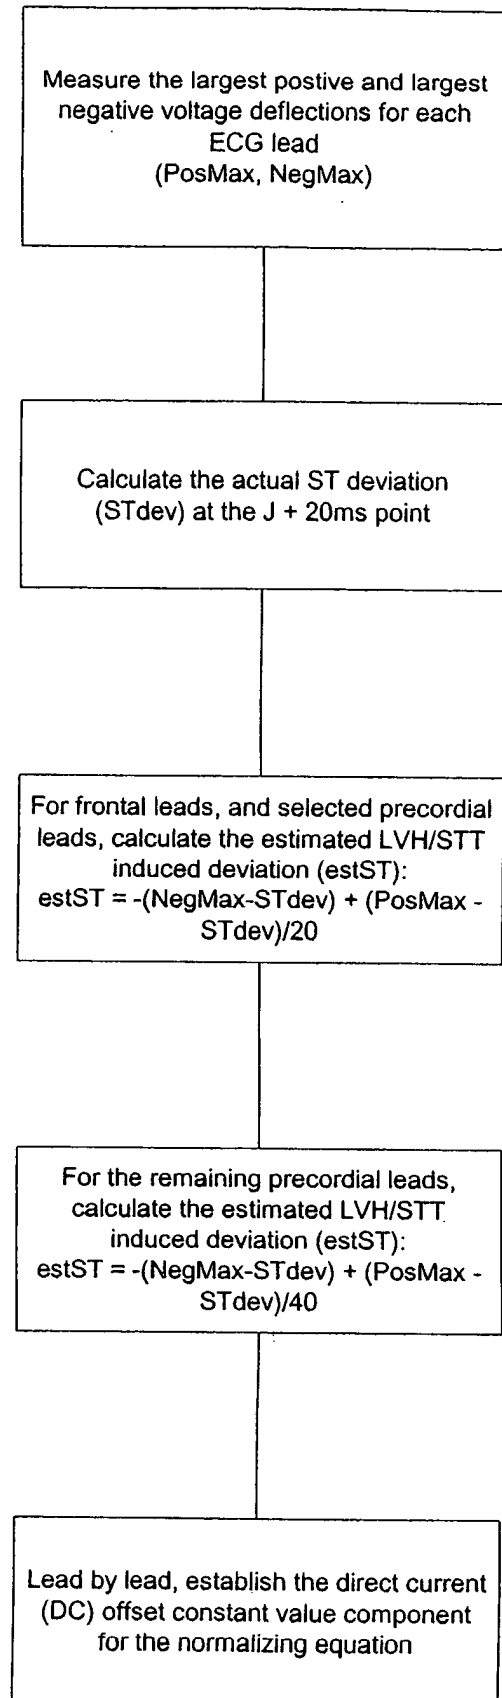 Measure the largest postive and largest
negative voltage deflections for each
ECG lead
(PosMax, NegMax)
Calculate the actual ST deviation
(STdev) at the J + 20ms point
For frontal leads, and selected precordial
leads, calculate the estimated LVH/STT
induced deviation (estST):
estST = -(NegMax-STdev) + (PosMax -
STdev)/20
For the remaining precordial leads,
calculate the estimated LVH/STT
induced deviation (estST):
estST = -(NegMax-STdev) + (PosMax -
STdev)/40
Lead by lead, establish the direct current
(DC) offset constant value component
for the normalizing equation